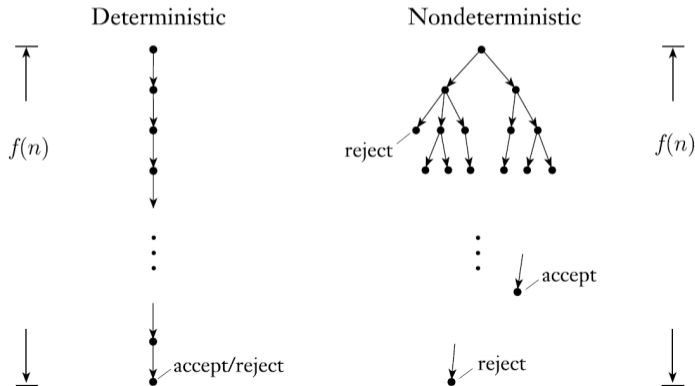 Deterministic
Nondeterministic
f(n)
reject
f(n)
accept
accept/reject
reject